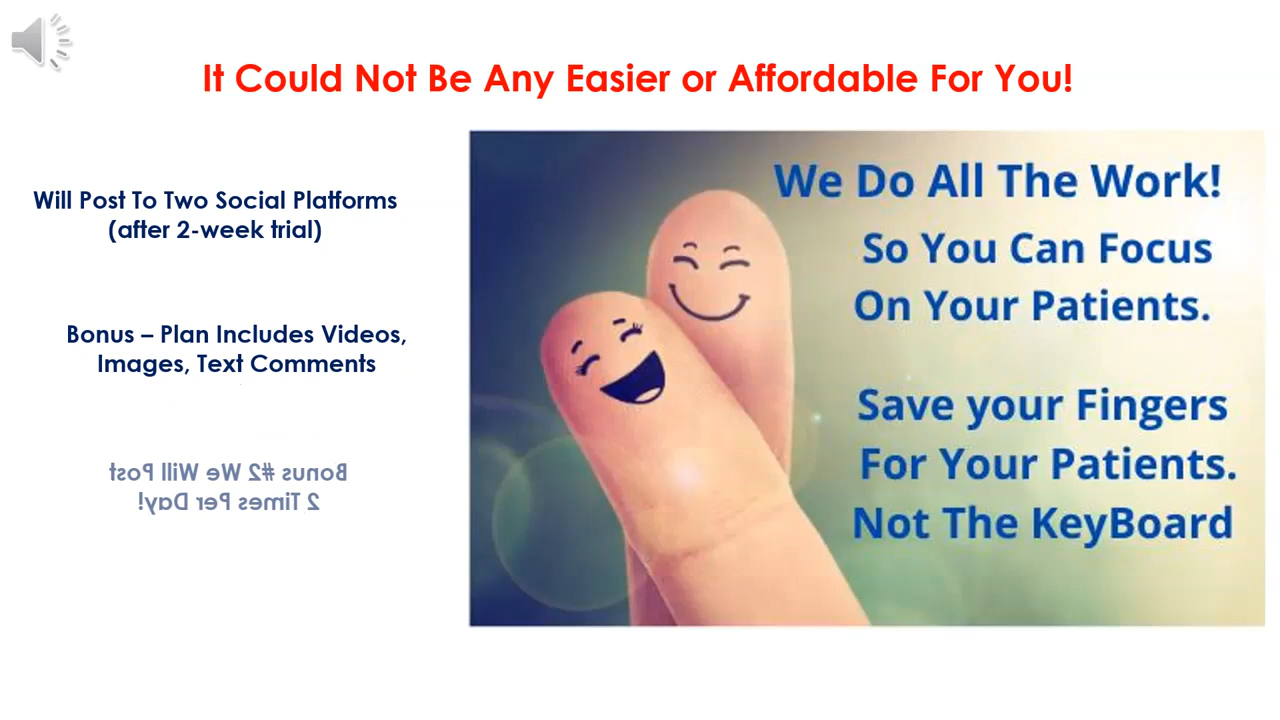 It Could Not Be Any Easier or Affordable For You!
Will Post To Two Social Platforms
(after 2-week trial)
Bonus – Plan Includes Videos,
Images, Text Comments
Bonus #2 We Will Post
2 Times Per Day!
We Do All The Work!
So You Can Focus
On Your Patients.
Save your Fingers
For Your Patients.
Not The KeyBoard